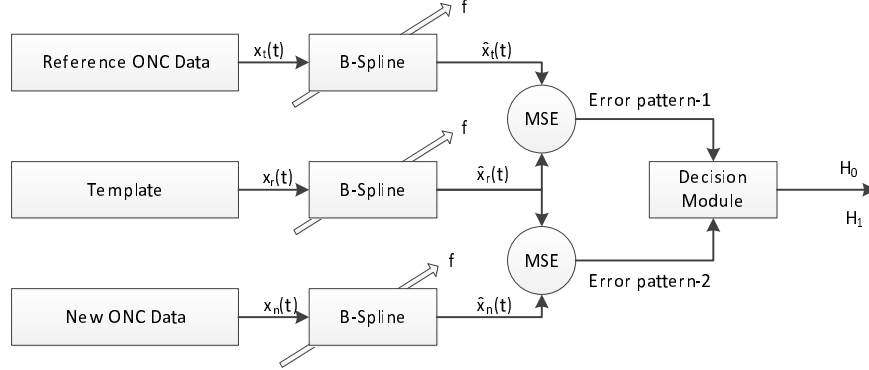 f
Reference ONC Data
xₜ(t)
B-Spline
x̂ₜ(t)
MSE
Error pattern-1
f
Template
xᵣ(t)
B-Spline
x̂ᵣ(t)
Decision
Module
H₀
H₁
f
MSE
Error pattern-2
New ONC Data
xₙ(t)
B-Spline
x̂ₙ(t)